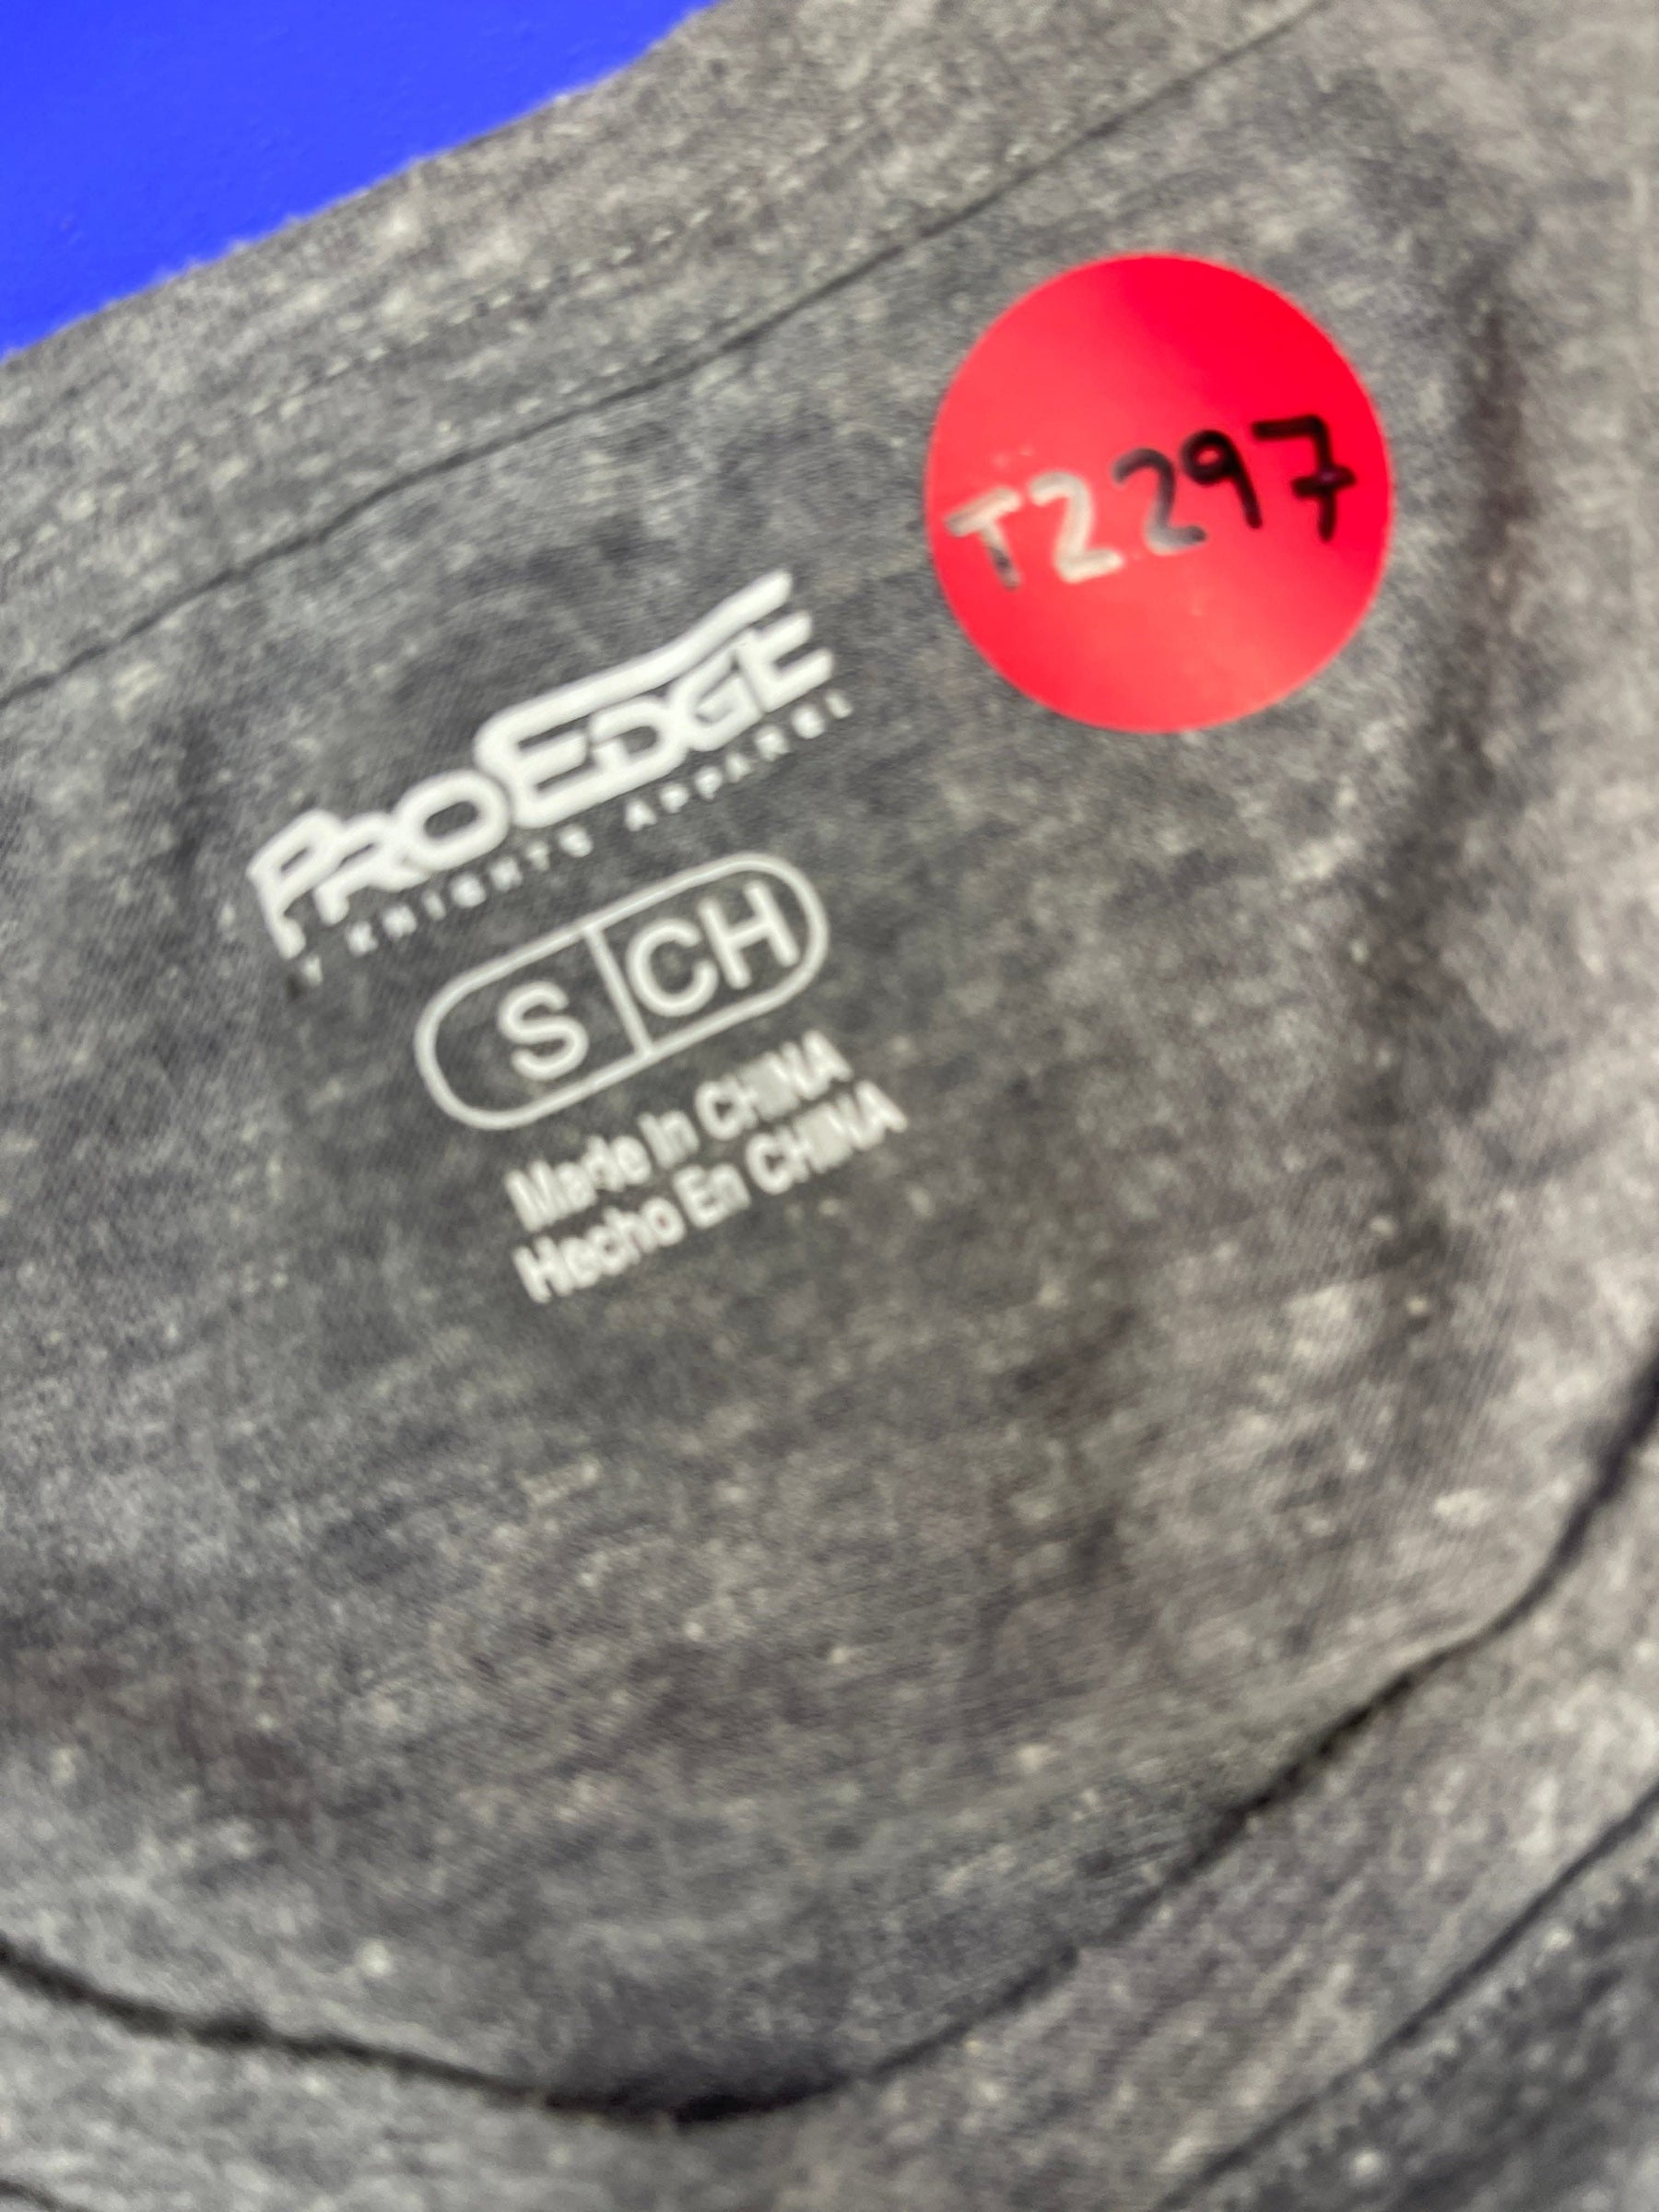 T2297
PROEDGE
Y KNIGHTS APPAREL
S CH
Made In CHINA
Hecho En CHINA